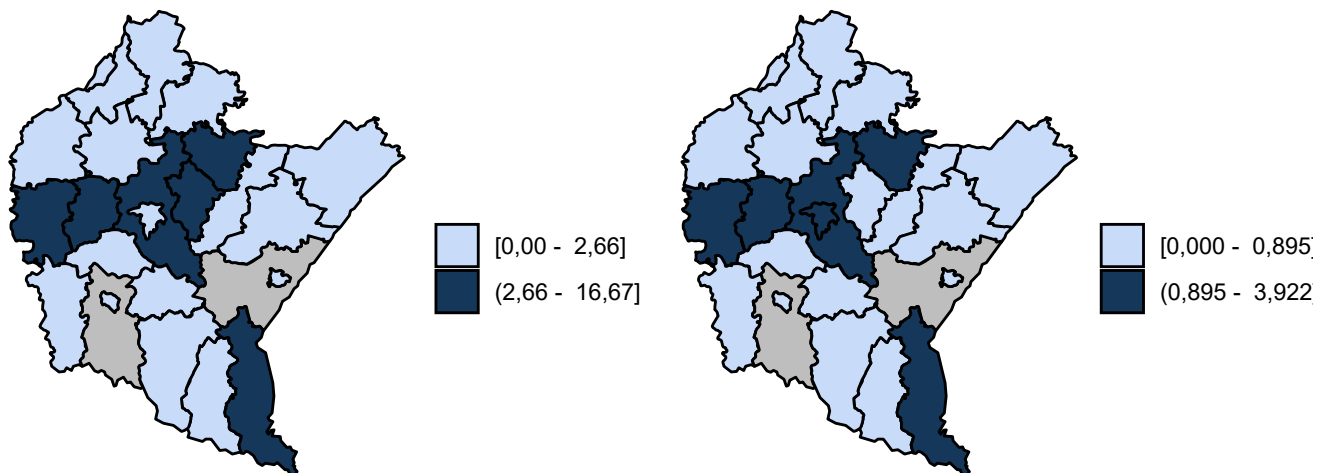 [0,00 - 2,66]
(2,66 - 16,67]
[0,000 - 0,895]
(0,895 - 3,922]